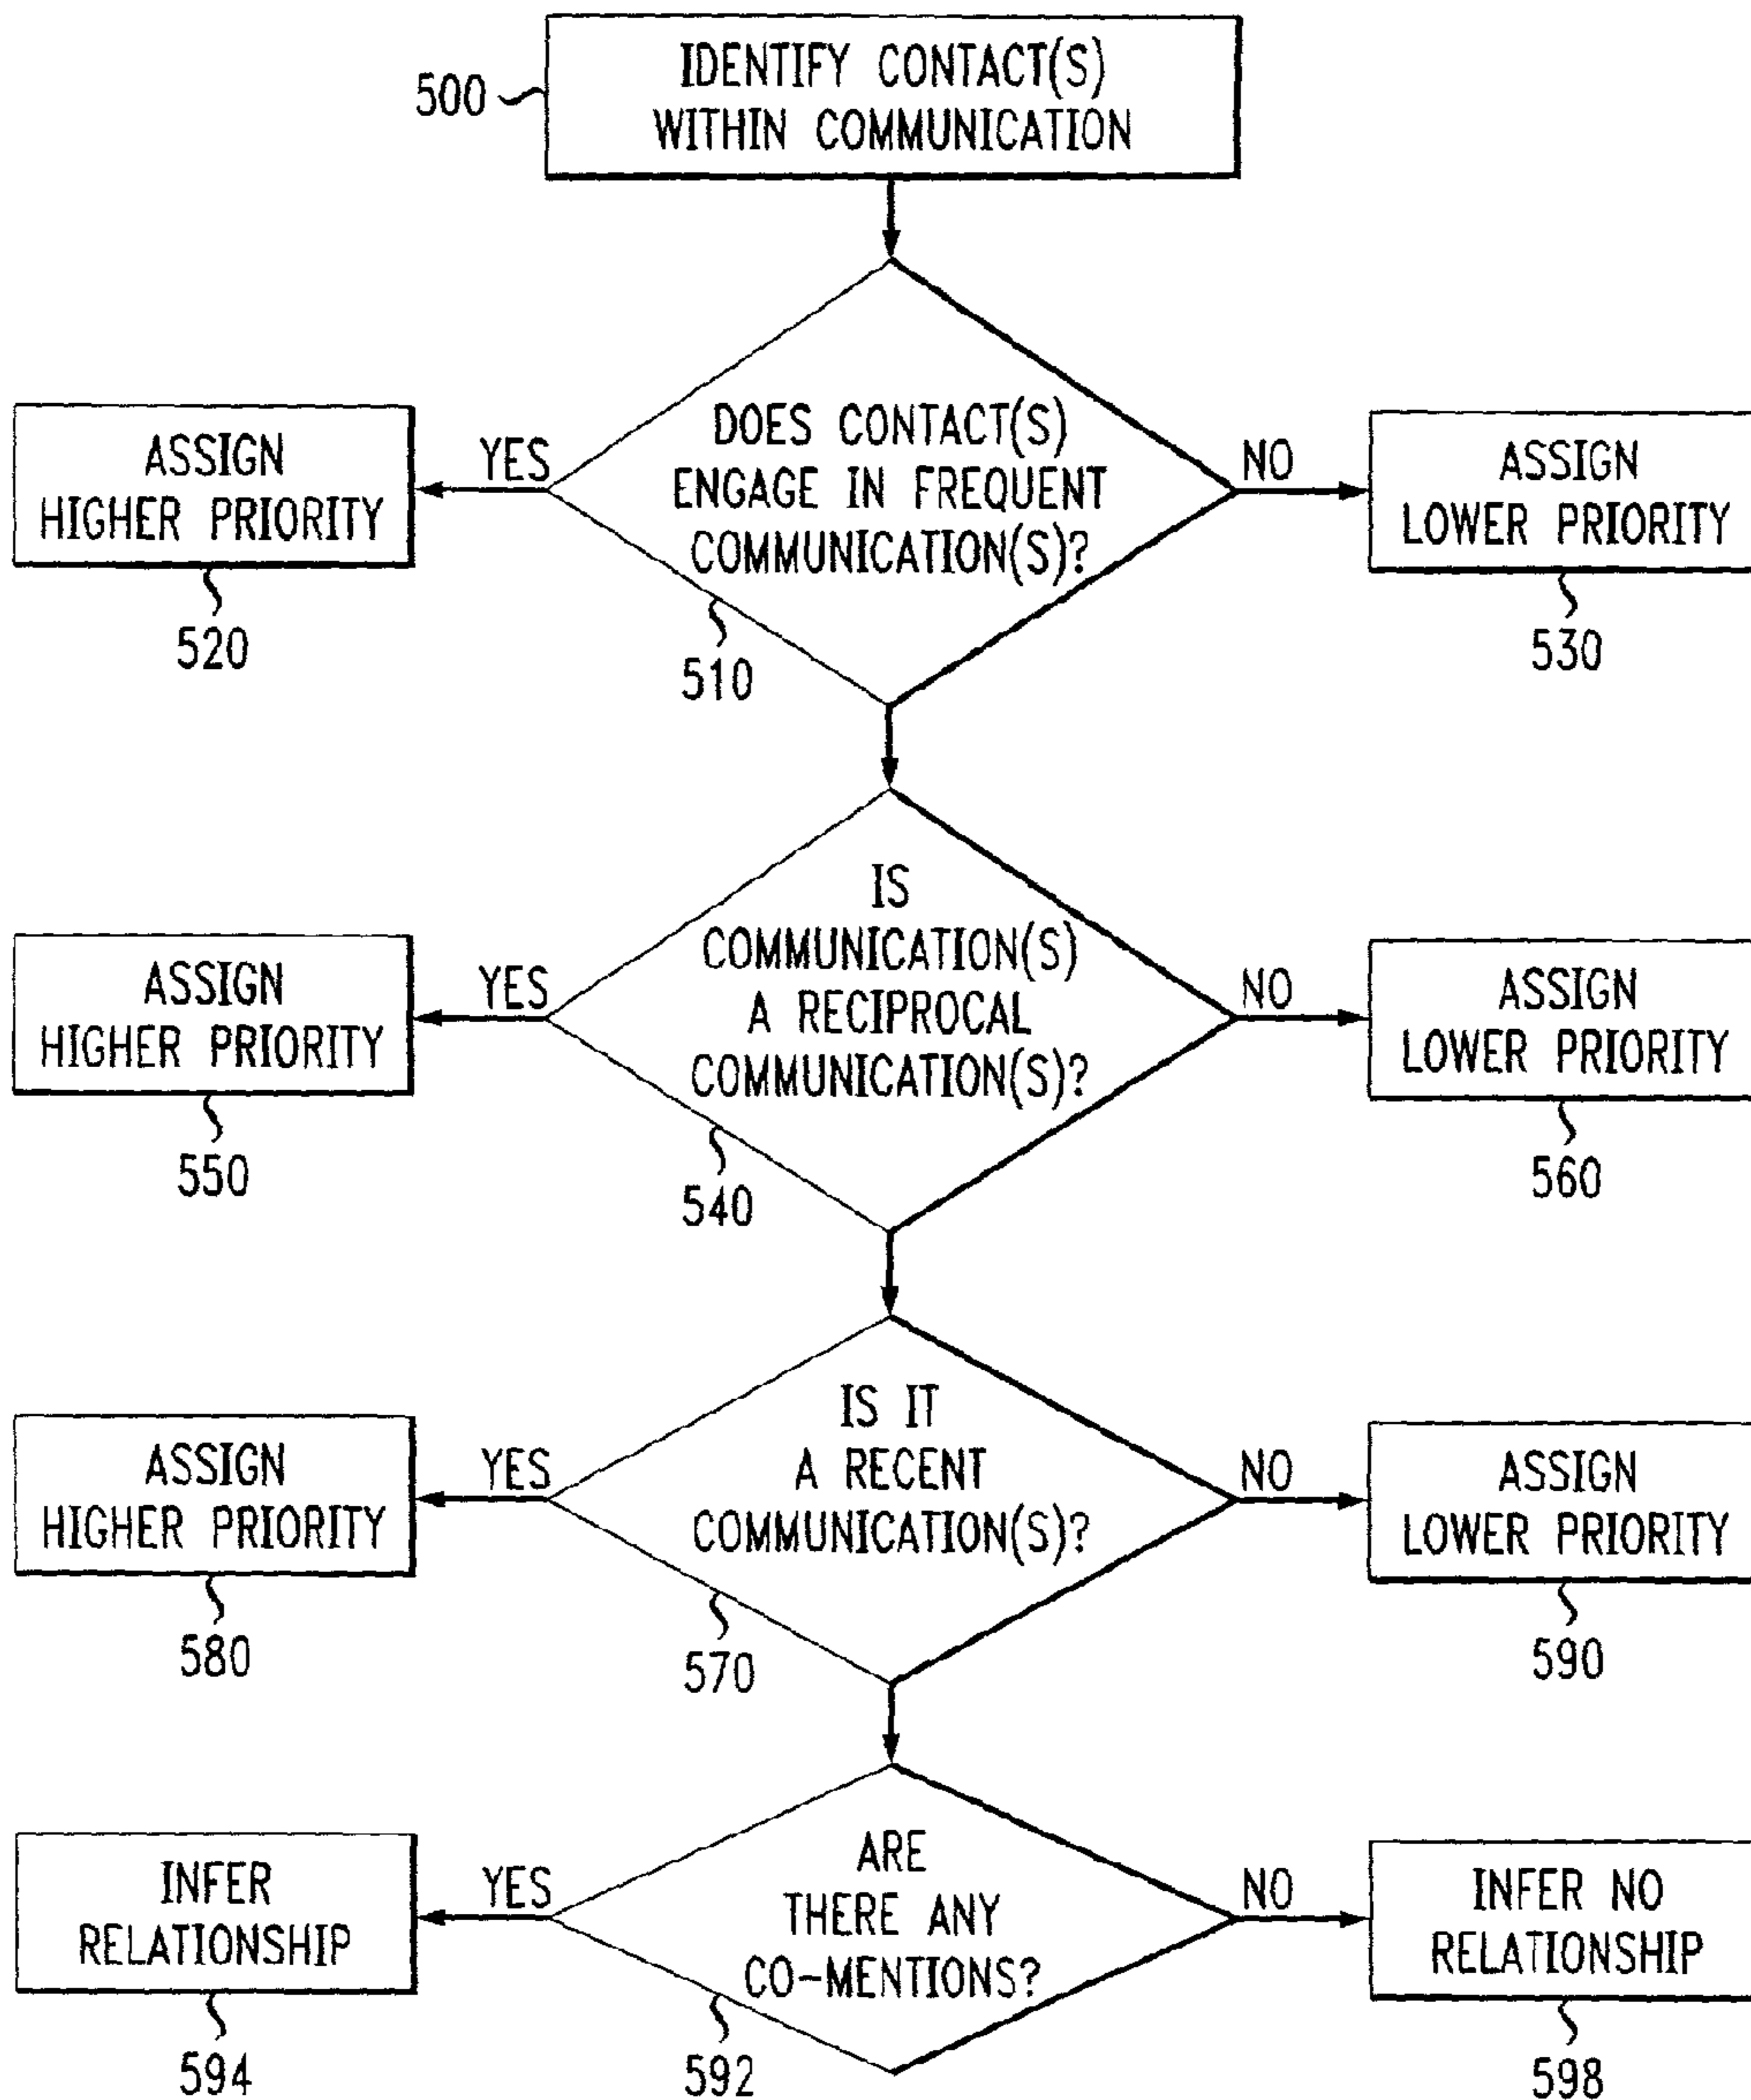 500
IDENTIFY CONTACT(S)
WITHIN COMMUNICATION
ASSIGN
HIGHER PRIORITY
520
YES
DOES CONTACT(S)
ENGAGE IN FREQUENT
COMMUNICATION(S)?
510
NO
ASSIGN
LOWER PRIORITY
530
ASSIGN
HIGHER PRIORITY
550
YES
IS
COMMUNICATION(S)
A RECIPROCAL
COMMUNICATION(S)?
540
NO
ASSIGN
LOWER PRIORITY
560
ASSIGN
HIGHER PRIORITY
580
YES
IS IT
A RECENT
COMMUNICATION(S)?
570
NO
ASSIGN
LOWER PRIORITY
590
INFER
RELATIONSHIP
594
YES
ARE
THERE ANY
CO-MENTIONS?
592
NO
INFER NO
RELATIONSHIP
598